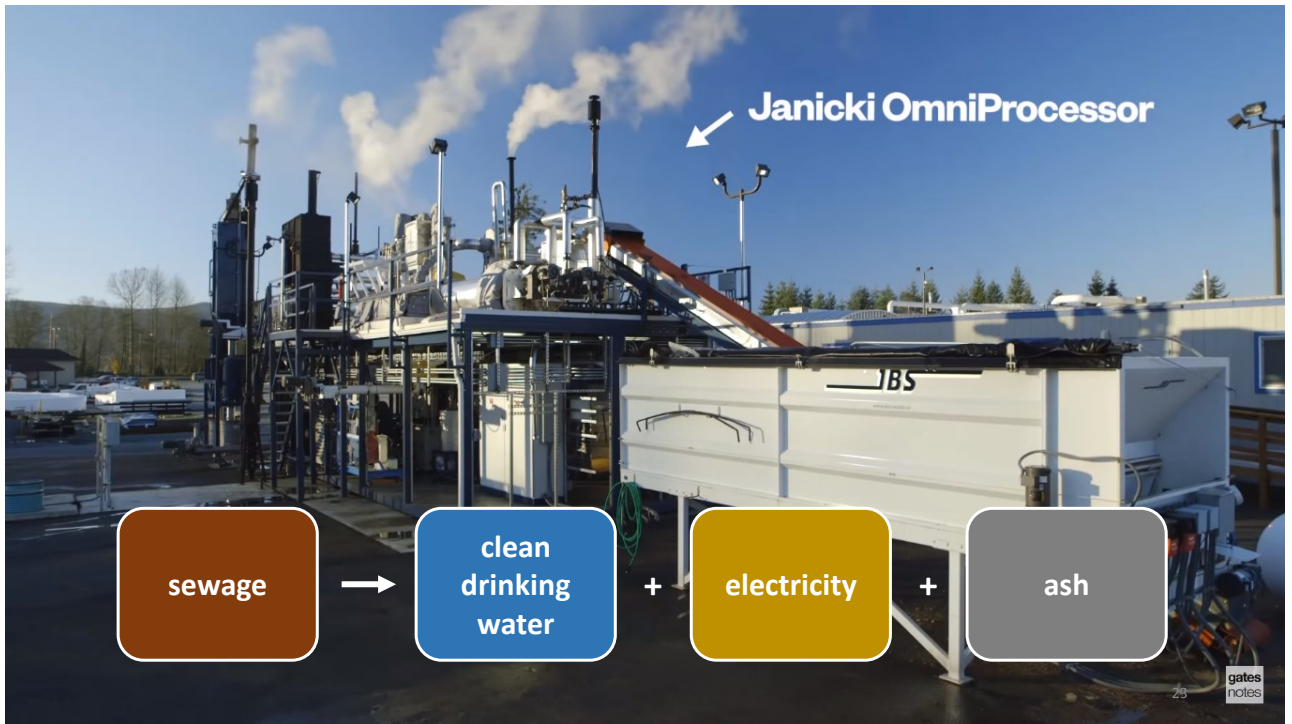 Janicki OmniProcessor
JBS
sewage
clean
drinking
water
+
electricity
+
ash
23
gates
notes